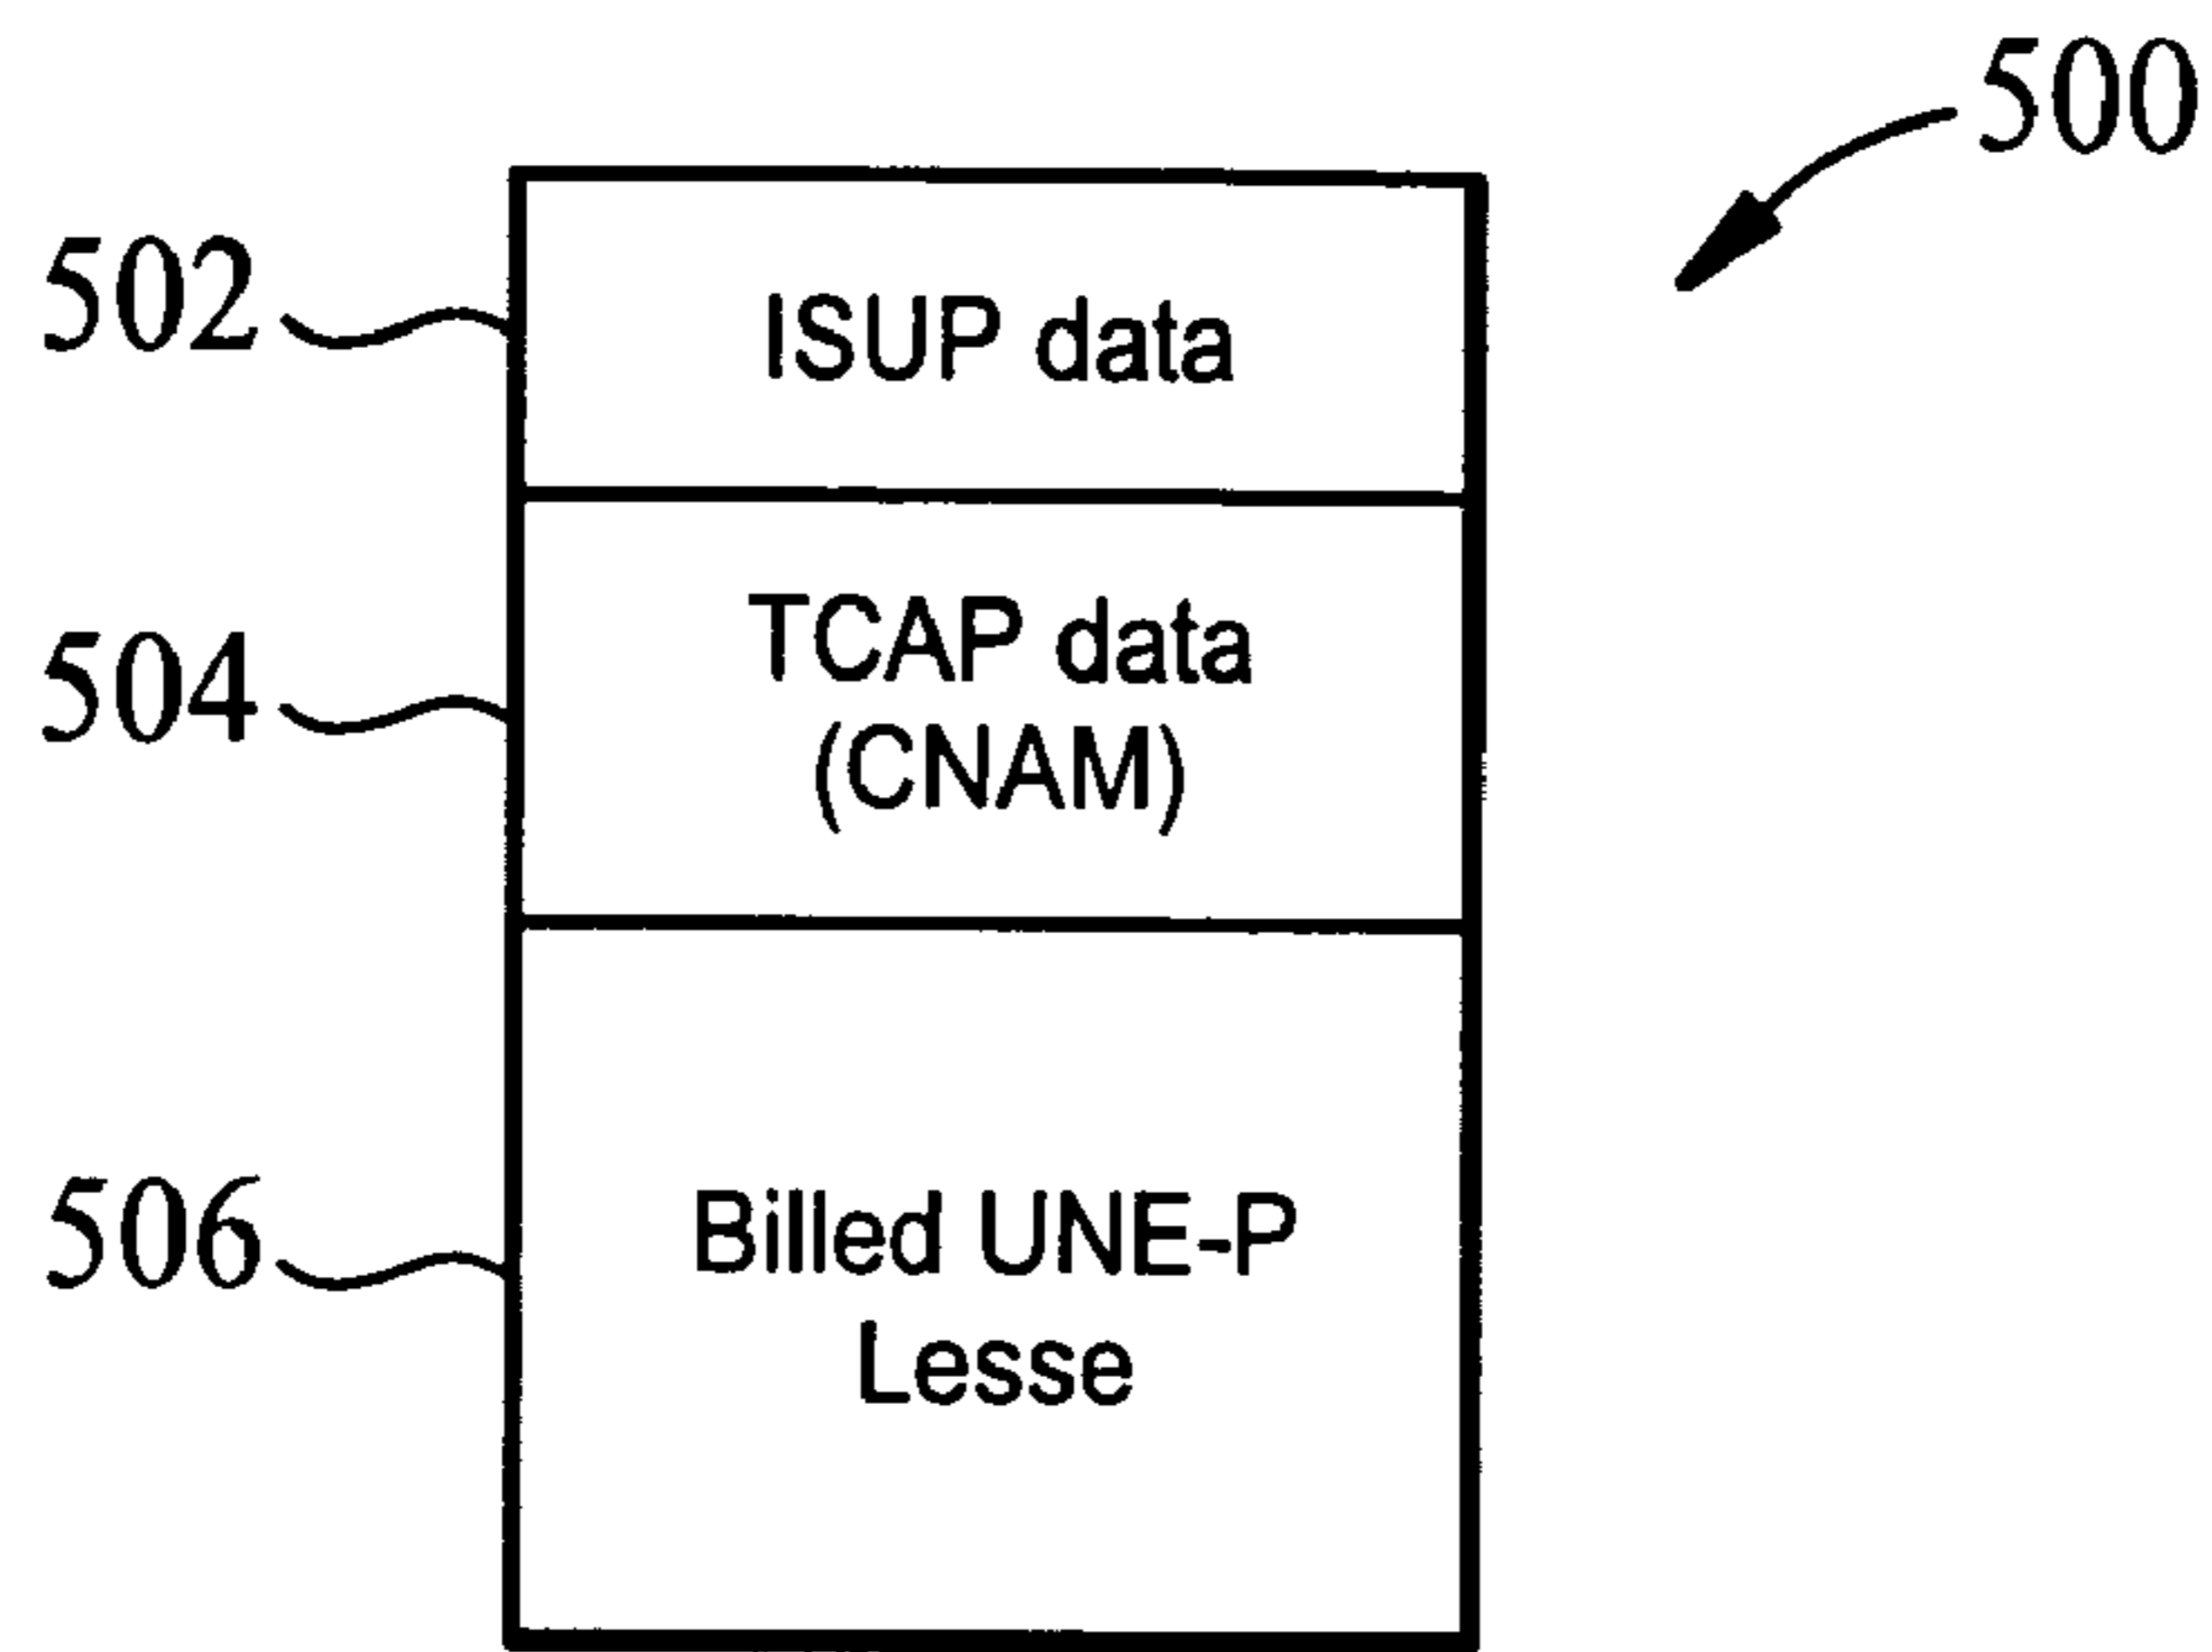 500
502
ISUP data
504
TCAP data
(CNAM)
506
Billed UNE-P
Lesse